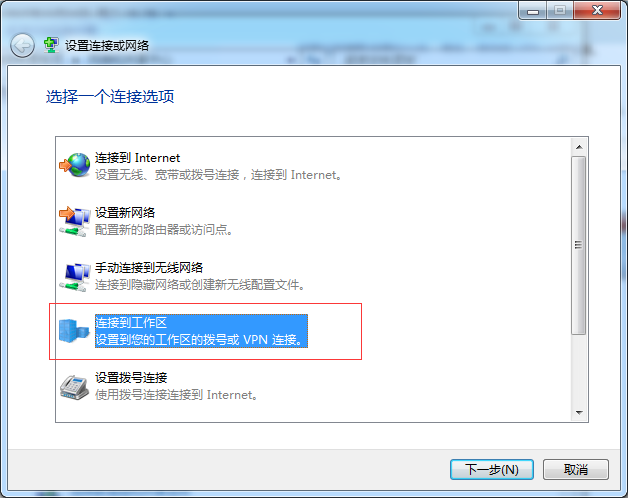 设置连接或网络
选择一个连接选项
连接到 Internet
设置无线、宽带或拨号连接，连接到 Internet。
设置新网络
配置新的路由器或访问点。
手动连接到无线网络
连接到隐藏网络或创建新无线配置文件。
连接到工作区
设置到您的工作区的拨号或 VPN 连接。
设置拨号连接
使用拨号连接连接到 Internet。
下一步(N)
取消